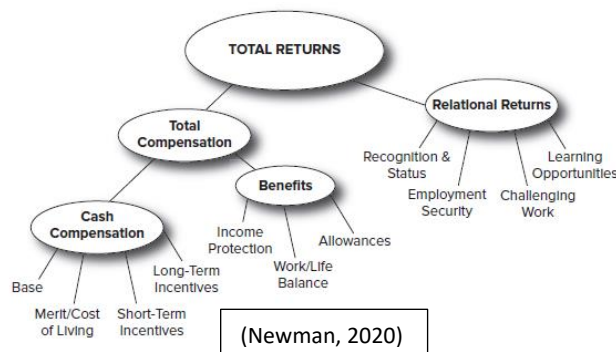 TOTAL RETURNS
Total
Compensation
Relational Returns
Recognition &
Status
Employment
Security
Challenging
Work
Learning
Opportunities
Cash
Compensation
Benefits
Base
Merit/Cost
of Living
Short-Term
Incentives
Long-Term
Incentives
Income
Protection
Work/Life
Balance
Allowances
(Newman, 2020)